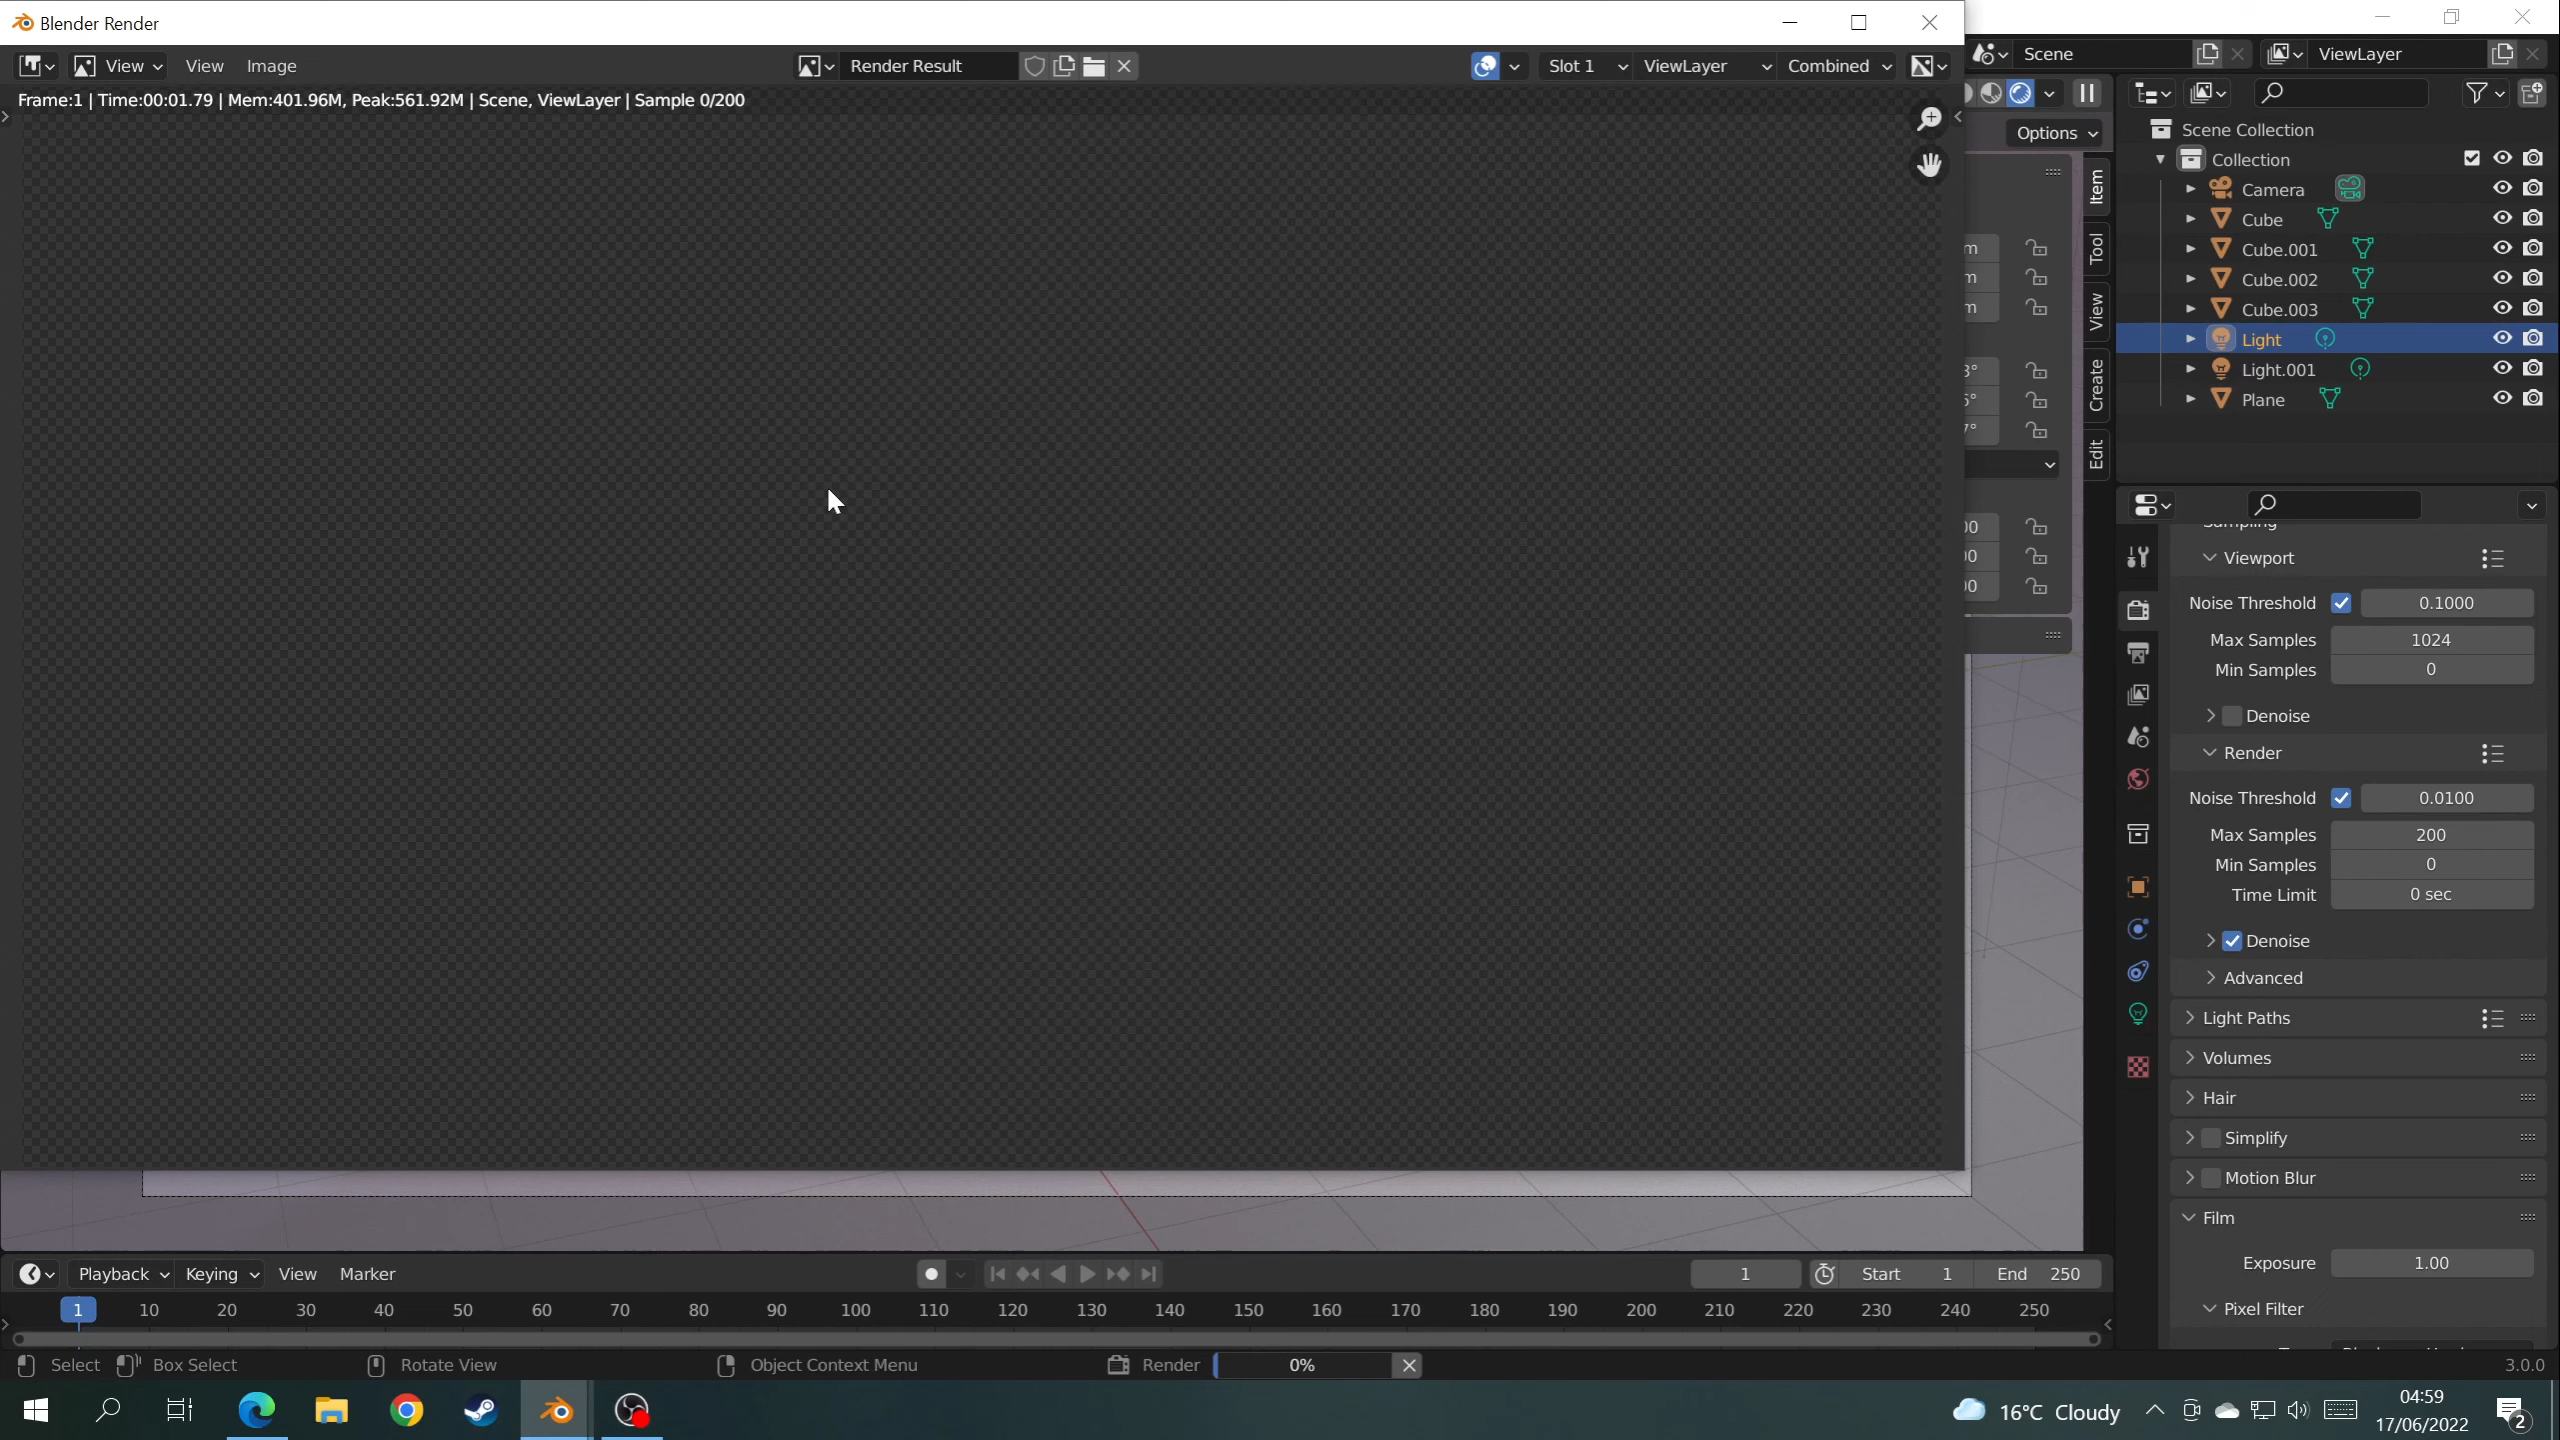 Blender Render
View View Image Render Result Slot 1 ViewLayer Combined
Frame:1 | Time:00:01.79 | Mem:401.96M, Peak:561.92M | Scene, ViewLayer | Sample 0/200
Scene ViewLayer
Options
Scene Collection
Collection
Camera
Cube
Cube.001
Cube.002
Cube.003
Light
Light.001
Plane
Item
Tool
View
Create
Edit
m
m
m
Sampling
Viewport
Noise Threshold 0.1000
Max Samples 1024
Min Samples 0
Denoise
Render
Noise Threshold 0.0100
Max Samples 200
Min Samples 0
Time Limit 0 sec
Denoise
Advanced
Light Paths
Volumes
Hair
Simplify
Motion Blur
Film
Exposure 1.00
Pixel Filter
Playback Keying View Marker 1 Start 1 End 250
1 10 20 30 40 50 60 70 80 90 100 110 120 130 140 150 160 170 180 190 200 210 220 230 240 250
Select Box Select Rotate View Object Context Menu Render 0% 3.0.0
16°C Cloudy
04:59
17/06/2022
2